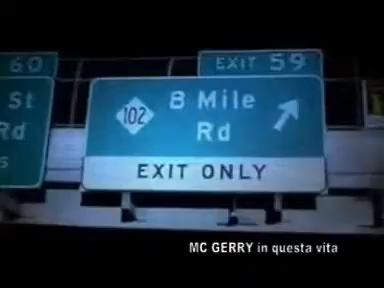 60
St
Rd
S
EXIT 59
102
8 Mile
Rd
EXIT ONLY
MC GERRY in questa vita